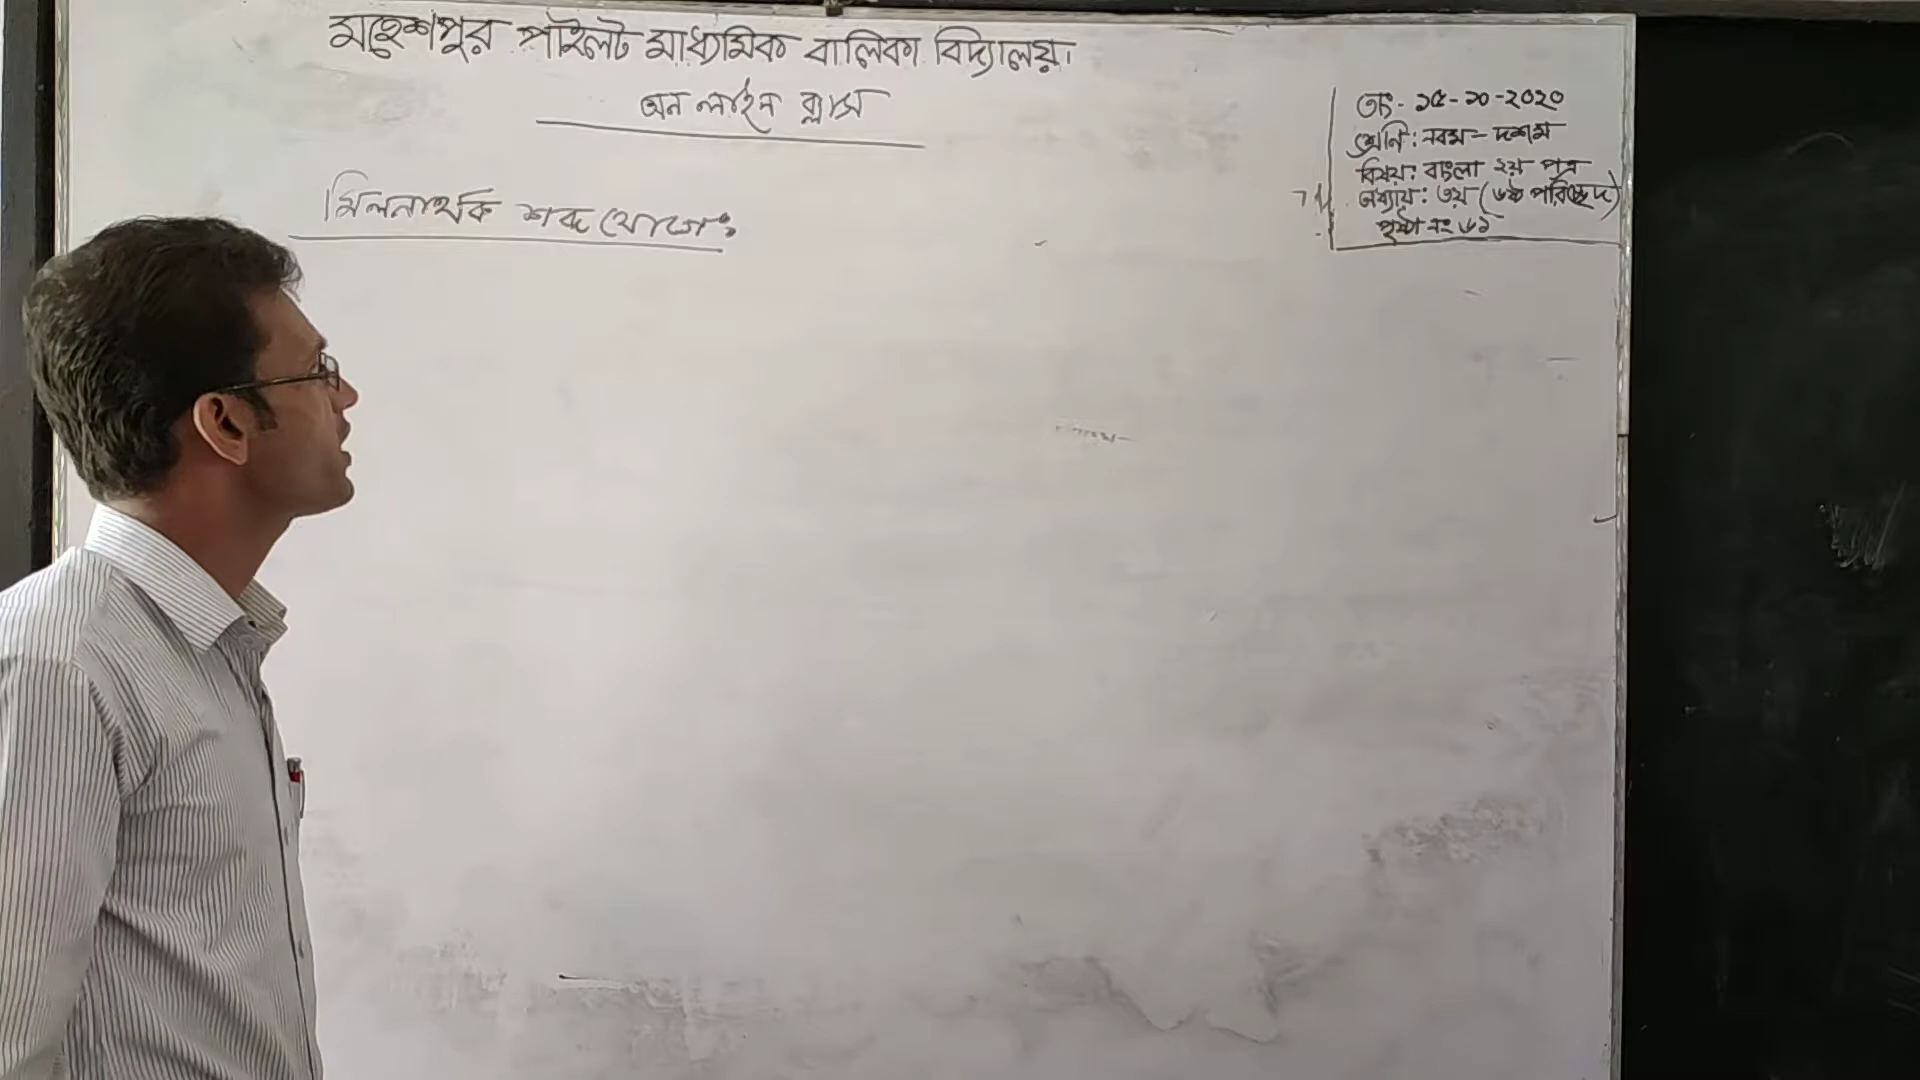 মহেশপুর পাইলট মাধ্যমিক বালিকা বিদ্যালয়।
অন লাইন ক্লাস
তাং- ১৫-১০-২০২০
শ্রেণি: নবম - দশম
বিষয়: বাংলা ২য় পত্র
অধ্যায়: ৩য় (৬ষ্ঠ পরিচ্ছেদ)
পৃষ্ঠা নং ৬১
মিলনার্থক শব্দ যোগে: